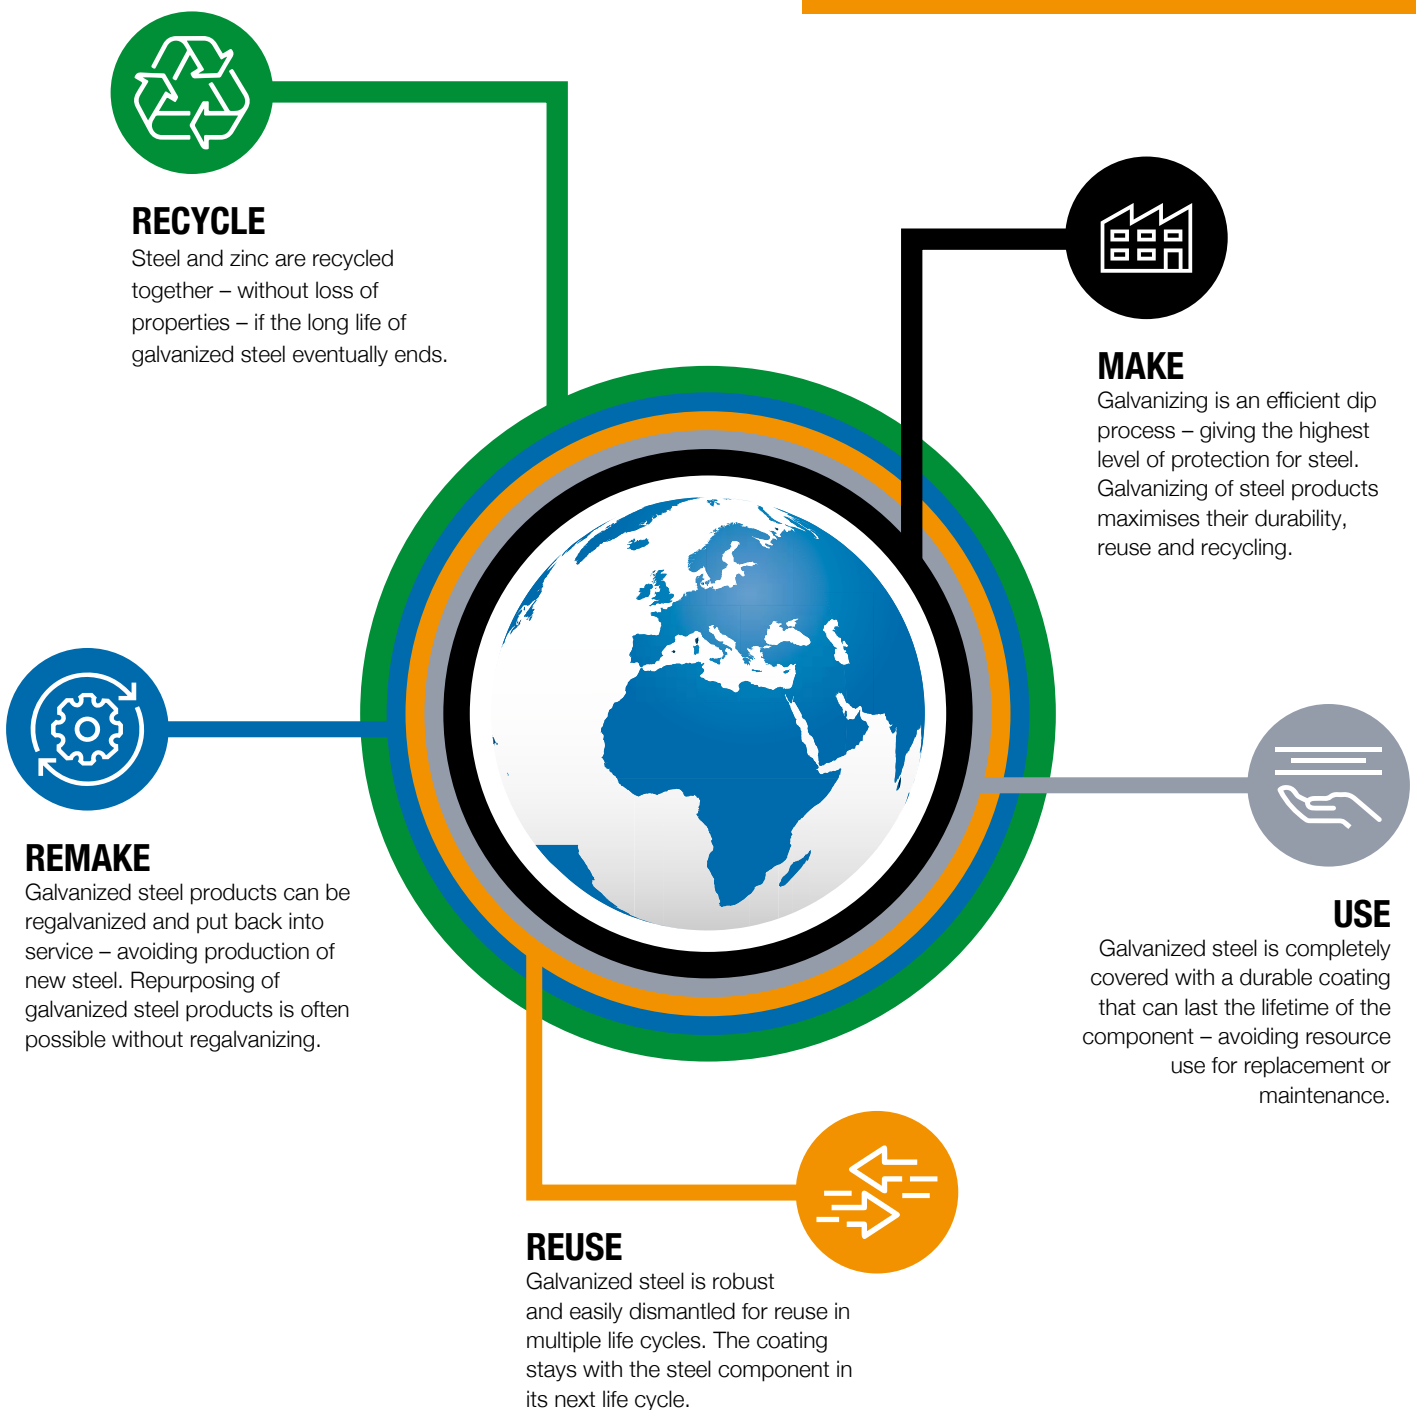 RECYCLE
Steel and zinc are recycled
together – without loss of
properties – if the long life of
galvanized steel eventually ends.
MAKE
Galvanizing is an efficient dip
process – giving the highest
level of protection for steel.
Galvanizing of steel products
maximises their durability,
reuse and recycling.
REMAKE
Galvanized steel products can be
regalvanized and put back into
service – avoiding production of
new steel. Repurposing of
galvanized steel products is often
possible without regalvanizing.
USE
Galvanized steel is completely
covered with a durable coating
that can last the lifetime of the
component – avoiding resource
use for replacement or
maintenance.
REUSE
Galvanized steel is robust
and easily dismantled for reuse in
multiple life cycles. The coating
stays with the steel component in
its next life cycle.